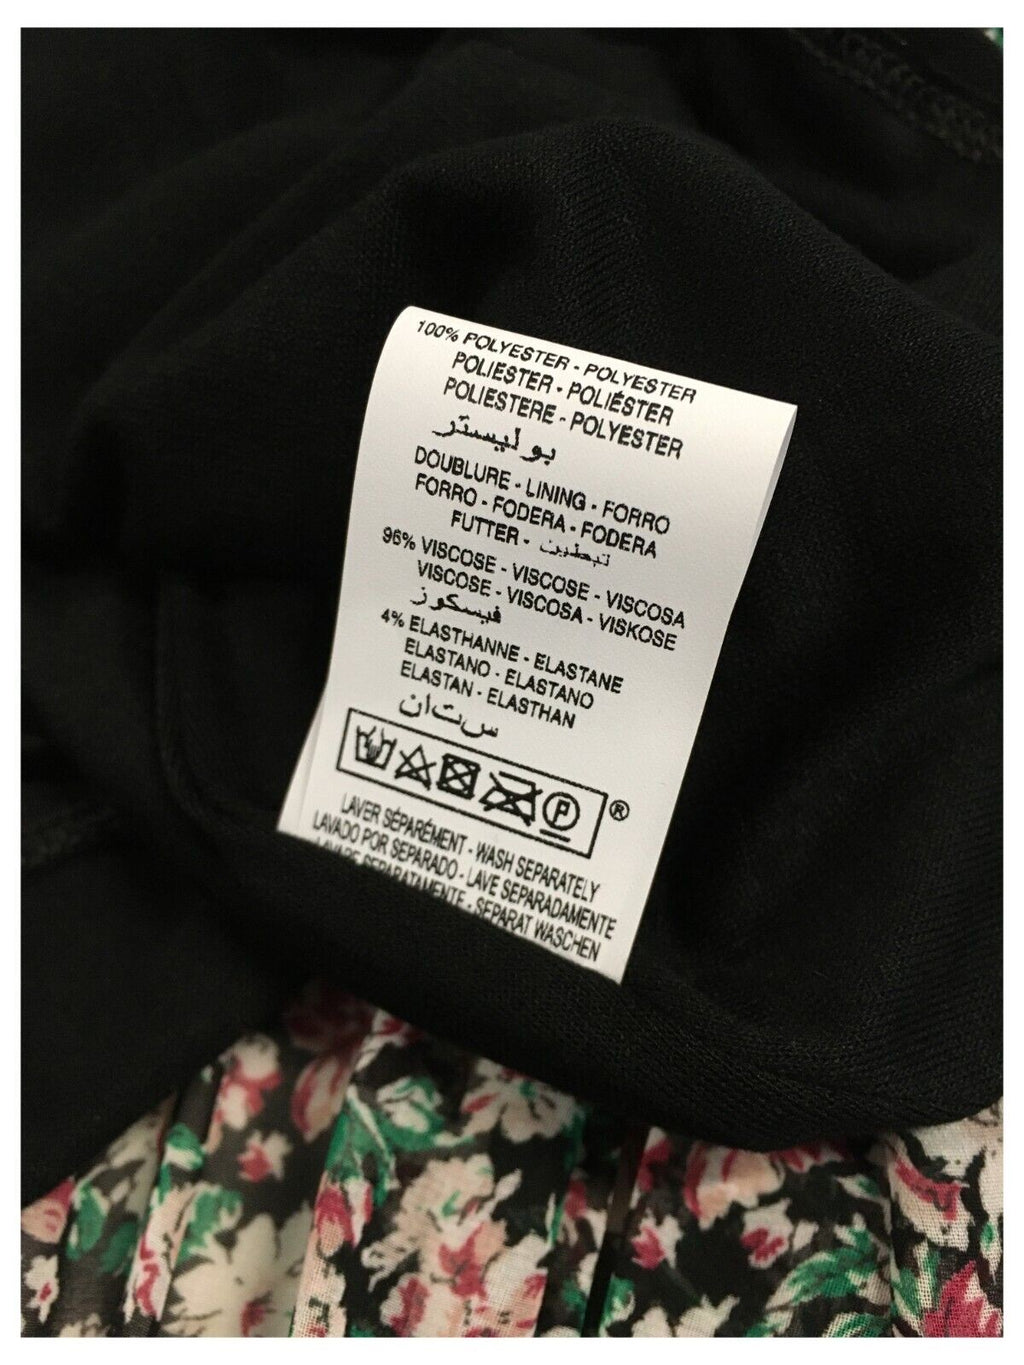 100% POLYESTER - POLYESTER
POLIESTER - POLIÉSTER
POLIESTERE - POLYESTER
بوليستر
DOUBLURE - LINING - FORRO
FORRO - FODERA - FODERA
FUTTER - تبطين
96% VISCOSE - VISCOSE - VISCOSA
VISCOSE - VISCOSA - VISKOSE
فيسكوز
4% ELASTHANNE - ELASTANE
ELASTANO - ELASTANO
ELASTAN - ELASTHAN
ستان
P ®
LAVER SÉPARÉMENT - WASH SEPARATELY
LAVADO POR SEPARADO - LAVE SEPARADAMENTE
LAVARE SEPARATAMENTE - SEPARAT WASCHEN